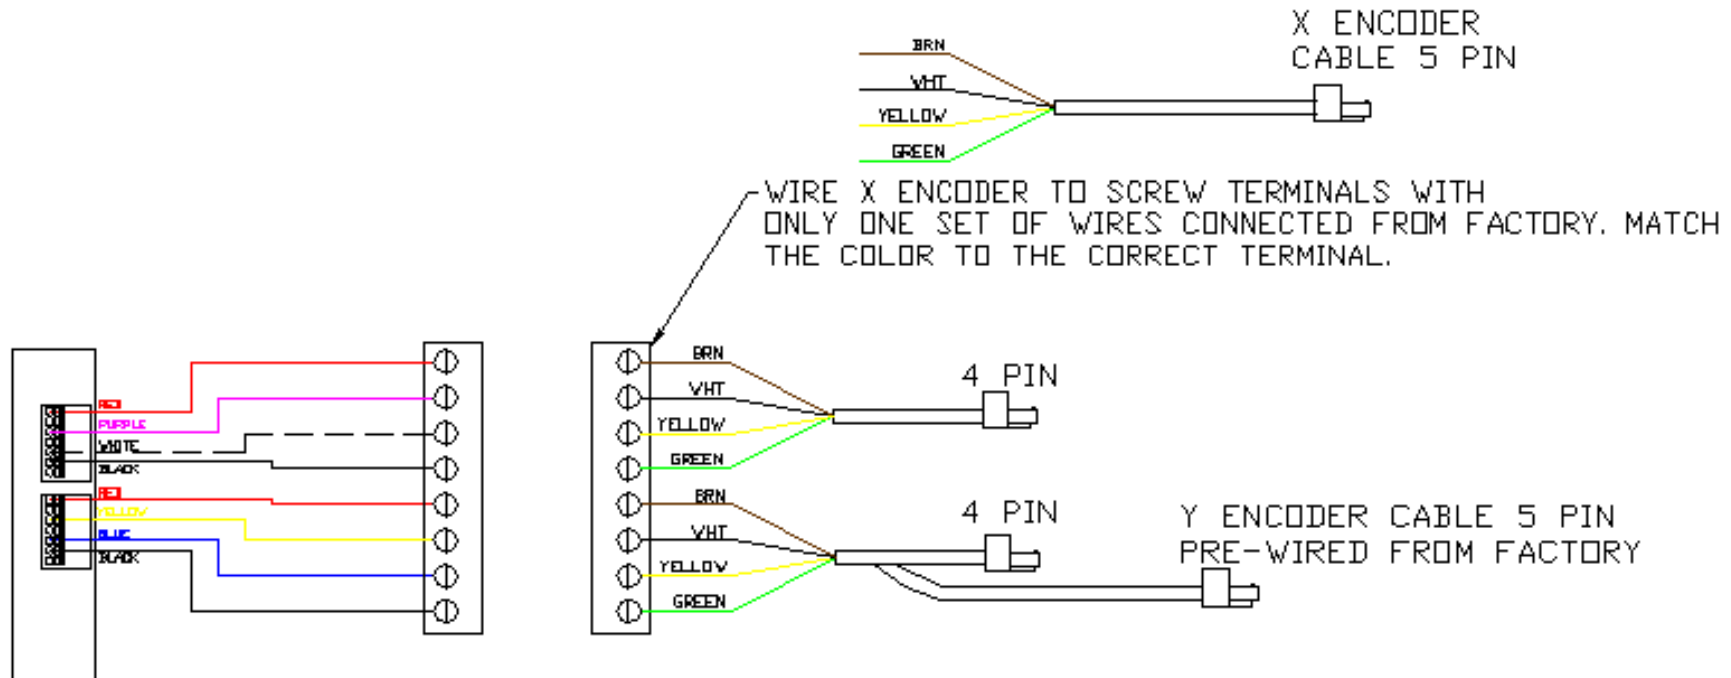 X ENCODER
CABLE 5 PIN
BRN
WHT
YELLOW
GREEN
WIRE X ENCODER TO SCREW TERMINALS WITH
ONLY ONE SET OF WIRES CONNECTED FROM FACTORY. MATCH
THE COLOR TO THE CORRECT TERMINAL.
RED
PURPLE
WHITE
BLACK
RED
YELLOW
BLUE
BLACK
BRN
WHT
YELLOW
GREEN
4 PIN
BRN
WHT
YELLOW
GREEN
4 PIN
Y ENCODER CABLE 5 PIN
PRE-WIRED FROM FACTORY